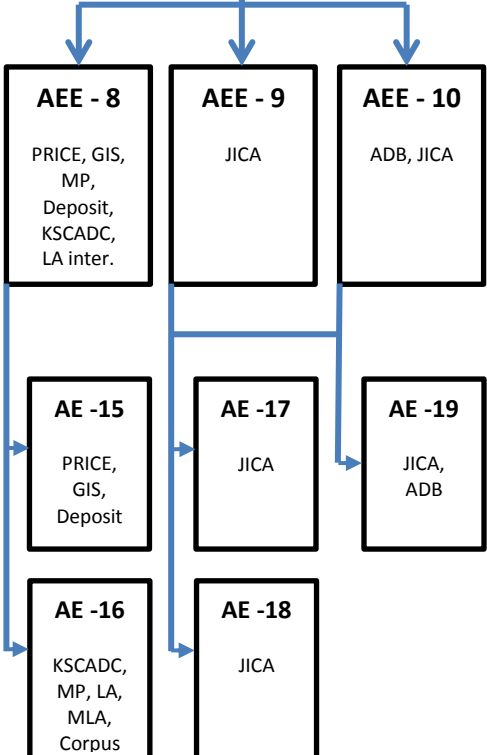 AEE - 8
PRICE, GIS,
MP,
Deposit,
KSCADC,
LA inter.
AEE - 9
JICA
AEE - 10
ADB, JICA
AE -15
PRICE,
GIS,
Deposit
AE -17
JICA
AE -19
JICA,
ADB
AE -16
KSCADC,
MP, LA,
MLA,
Corpus
AE -18
JICA